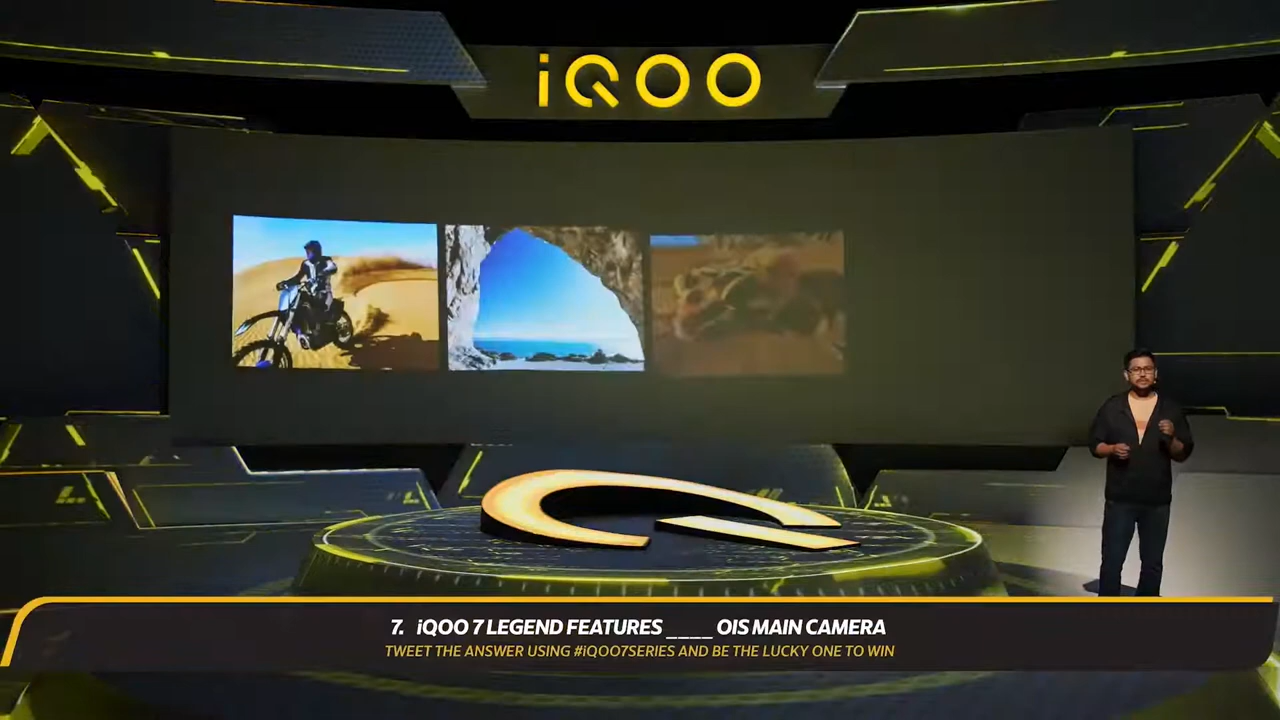 iQOO
7. iQOO 7 LEGEND FEATURES ____ OIS MAIN CAMERA
TWEET THE ANSWER USING #iQOO7SERIES AND BE THE LUCKY ONE TO WIN